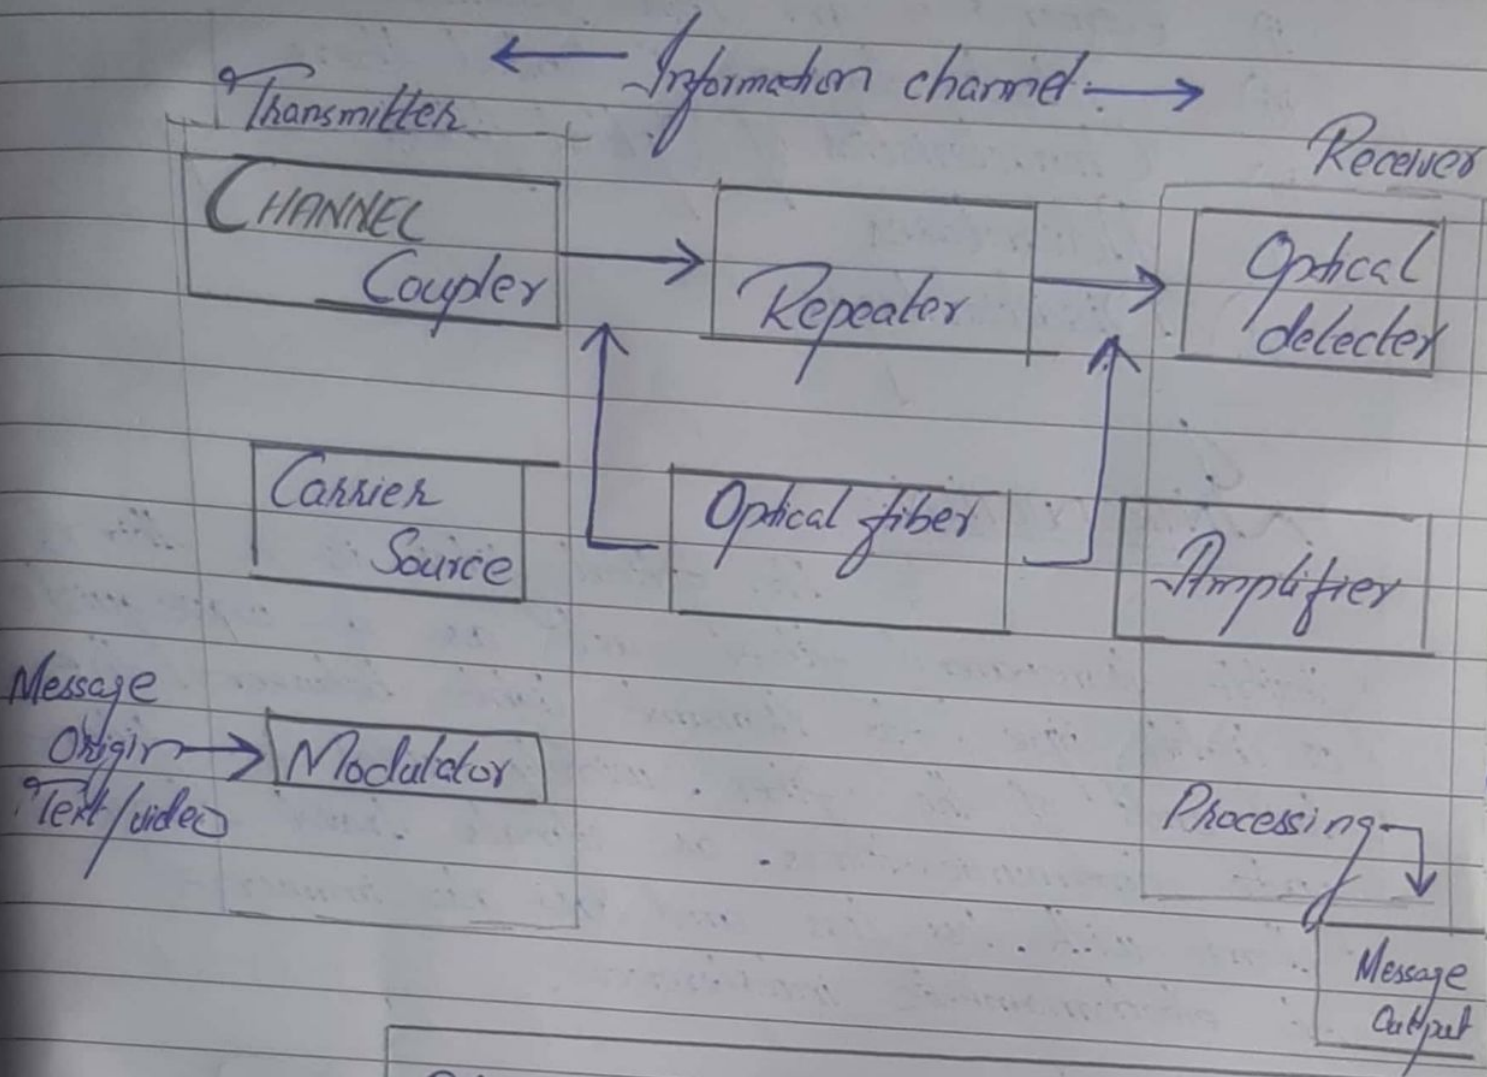 Information channel
Transmitter
Receiver
CHANNEL
Coupler
Repeater
Optical
detecter
Carrier
Source
Optical fiber
Amplifier
Message
Origin
Text/video
Modulator
Processing
Message
Output